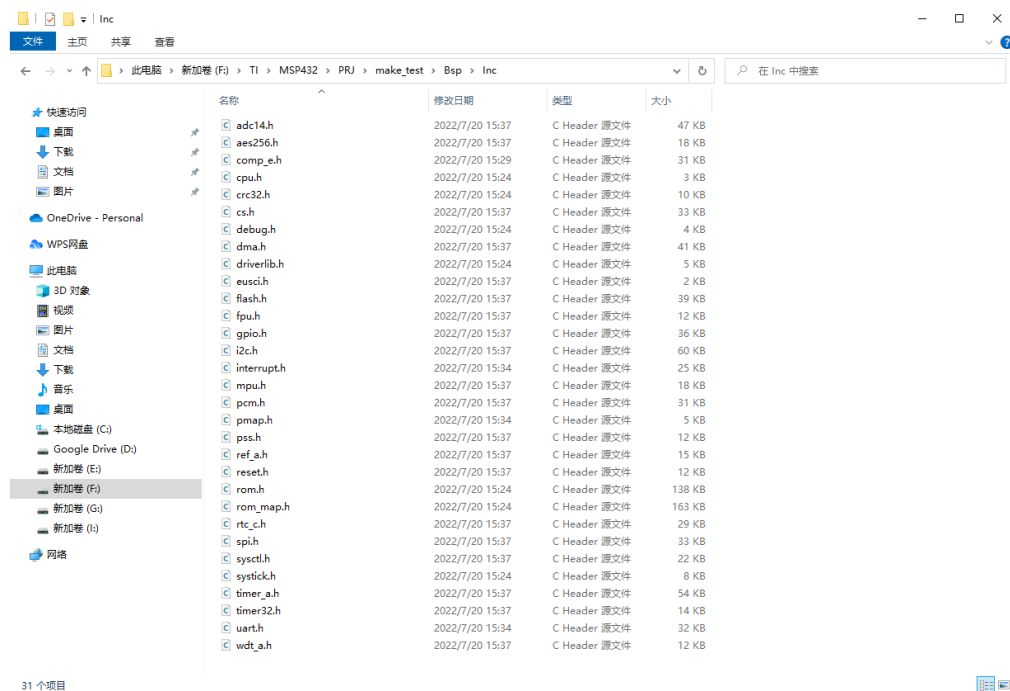 Inc
文件 主页 共享 查看
此电脑 › 新加卷 (F:) › TI › MSP432 › PRJ › make_test › Bsp › Inc
在 Inc 中搜索
快速访问
桌面
下载
文档
图片
OneDrive - Personal
WPS网盘
此电脑
3D 对象
视频
图片
文档
下载
音乐
桌面
本地磁盘 (C:)
Google Drive (D:)
新加卷 (E:)
新加卷 (F:)
新加卷 (G:)
新加卷 (I:)
网络
名称 修改日期 类型 大小
adc14.h 2022/7/20 15:37 C Header 源文件 47 KB
aes256.h 2022/7/20 15:37 C Header 源文件 18 KB
comp_e.h 2022/7/20 15:29 C Header 源文件 31 KB
cpu.h 2022/7/20 15:24 C Header 源文件 3 KB
crc32.h 2022/7/20 15:24 C Header 源文件 10 KB
cs.h 2022/7/20 15:37 C Header 源文件 33 KB
debug.h 2022/7/20 15:24 C Header 源文件 4 KB
dma.h 2022/7/20 15:37 C Header 源文件 41 KB
driverlib.h 2022/7/20 15:24 C Header 源文件 5 KB
eusci.h 2022/7/20 15:37 C Header 源文件 2 KB
flash.h 2022/7/20 15:37 C Header 源文件 39 KB
fpu.h 2022/7/20 15:37 C Header 源文件 12 KB
gpio.h 2022/7/20 15:37 C Header 源文件 36 KB
i2c.h 2022/7/20 15:37 C Header 源文件 60 KB
interrupt.h 2022/7/20 15:34 C Header 源文件 25 KB
mpu.h 2022/7/20 15:37 C Header 源文件 18 KB
pcm.h 2022/7/20 15:37 C Header 源文件 31 KB
pmap.h 2022/7/20 15:34 C Header 源文件 5 KB
pss.h 2022/7/20 15:37 C Header 源文件 12 KB
ref_a.h 2022/7/20 15:37 C Header 源文件 15 KB
reset.h 2022/7/20 15:37 C Header 源文件 12 KB
rom.h 2022/7/20 15:24 C Header 源文件 138 KB
rom_map.h 2022/7/20 15:24 C Header 源文件 163 KB
rtc_c.h 2022/7/20 15:37 C Header 源文件 29 KB
spi.h 2022/7/20 15:37 C Header 源文件 33 KB
sysctl.h 2022/7/20 15:37 C Header 源文件 22 KB
systick.h 2022/7/20 15:24 C Header 源文件 8 KB
timer_a.h 2022/7/20 15:37 C Header 源文件 54 KB
timer32.h 2022/7/20 15:37 C Header 源文件 14 KB
uart.h 2022/7/20 15:34 C Header 源文件 32 KB
wdt_a.h 2022/7/20 15:37 C Header 源文件 12 KB
31 个项目